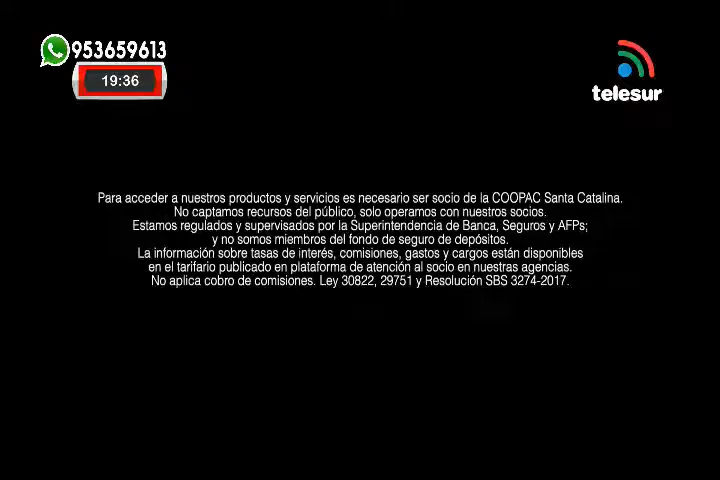 953659613
19:36
telesur
Para acceder a nuestros productos y servicios es necesario ser socio de la COOPAC Santa Catalina.
No captamos recursos del público, solo operamos con nuestros socios.
Estamos regulados y supervisados por la Superintendencia de Banca, Seguros y AFPs;
y no somos miembros del fondo de seguro de depósitos.
La información sobre tasas de interés, comisiones, gastos y cargos están disponibles
en el tarifario publicado en plataforma de atención al socio en nuestras agencias.
No aplica cobro de comisiones. Ley 30822, 29751 y Resolución SBS 3274-2017.